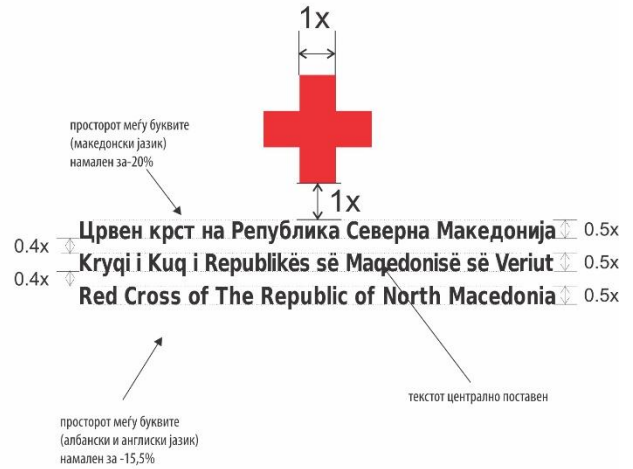 1x
просторот меѓу буквите
(македонски јазик)
намален за-20%
1x
Црвен крст на Република Северна Македонија
0.5x
0.4x
Kryqi i Kuq i Republikës së Maqedonisë së Veriut
0.5x
0.4x
Red Cross of The Republic of North Macedonia
0.5x
текстот централно поставен
просторот меѓу буквите
(албански и англиски јазик)
намален за -15,5%